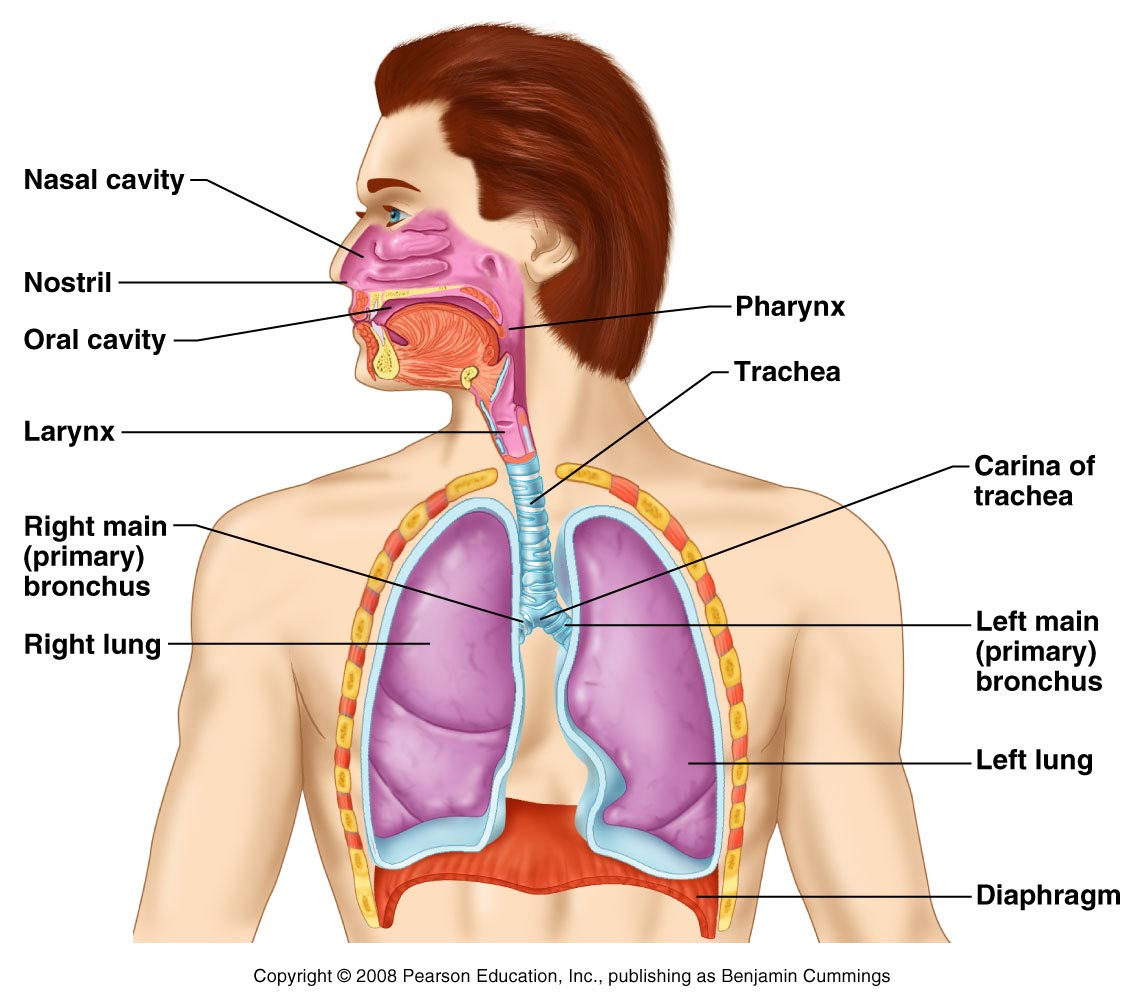 Nasal cavity
Nostril
Oral cavity
Larynx
Right main
(primary)
bronchus
Right lung
Pharynx
Trachea
Carina of
trachea
Left main
(primary)
bronchus
Left lung
Diaphragm
Copyright © 2008 Pearson Education, Inc., publishing as Benjamin Cummings